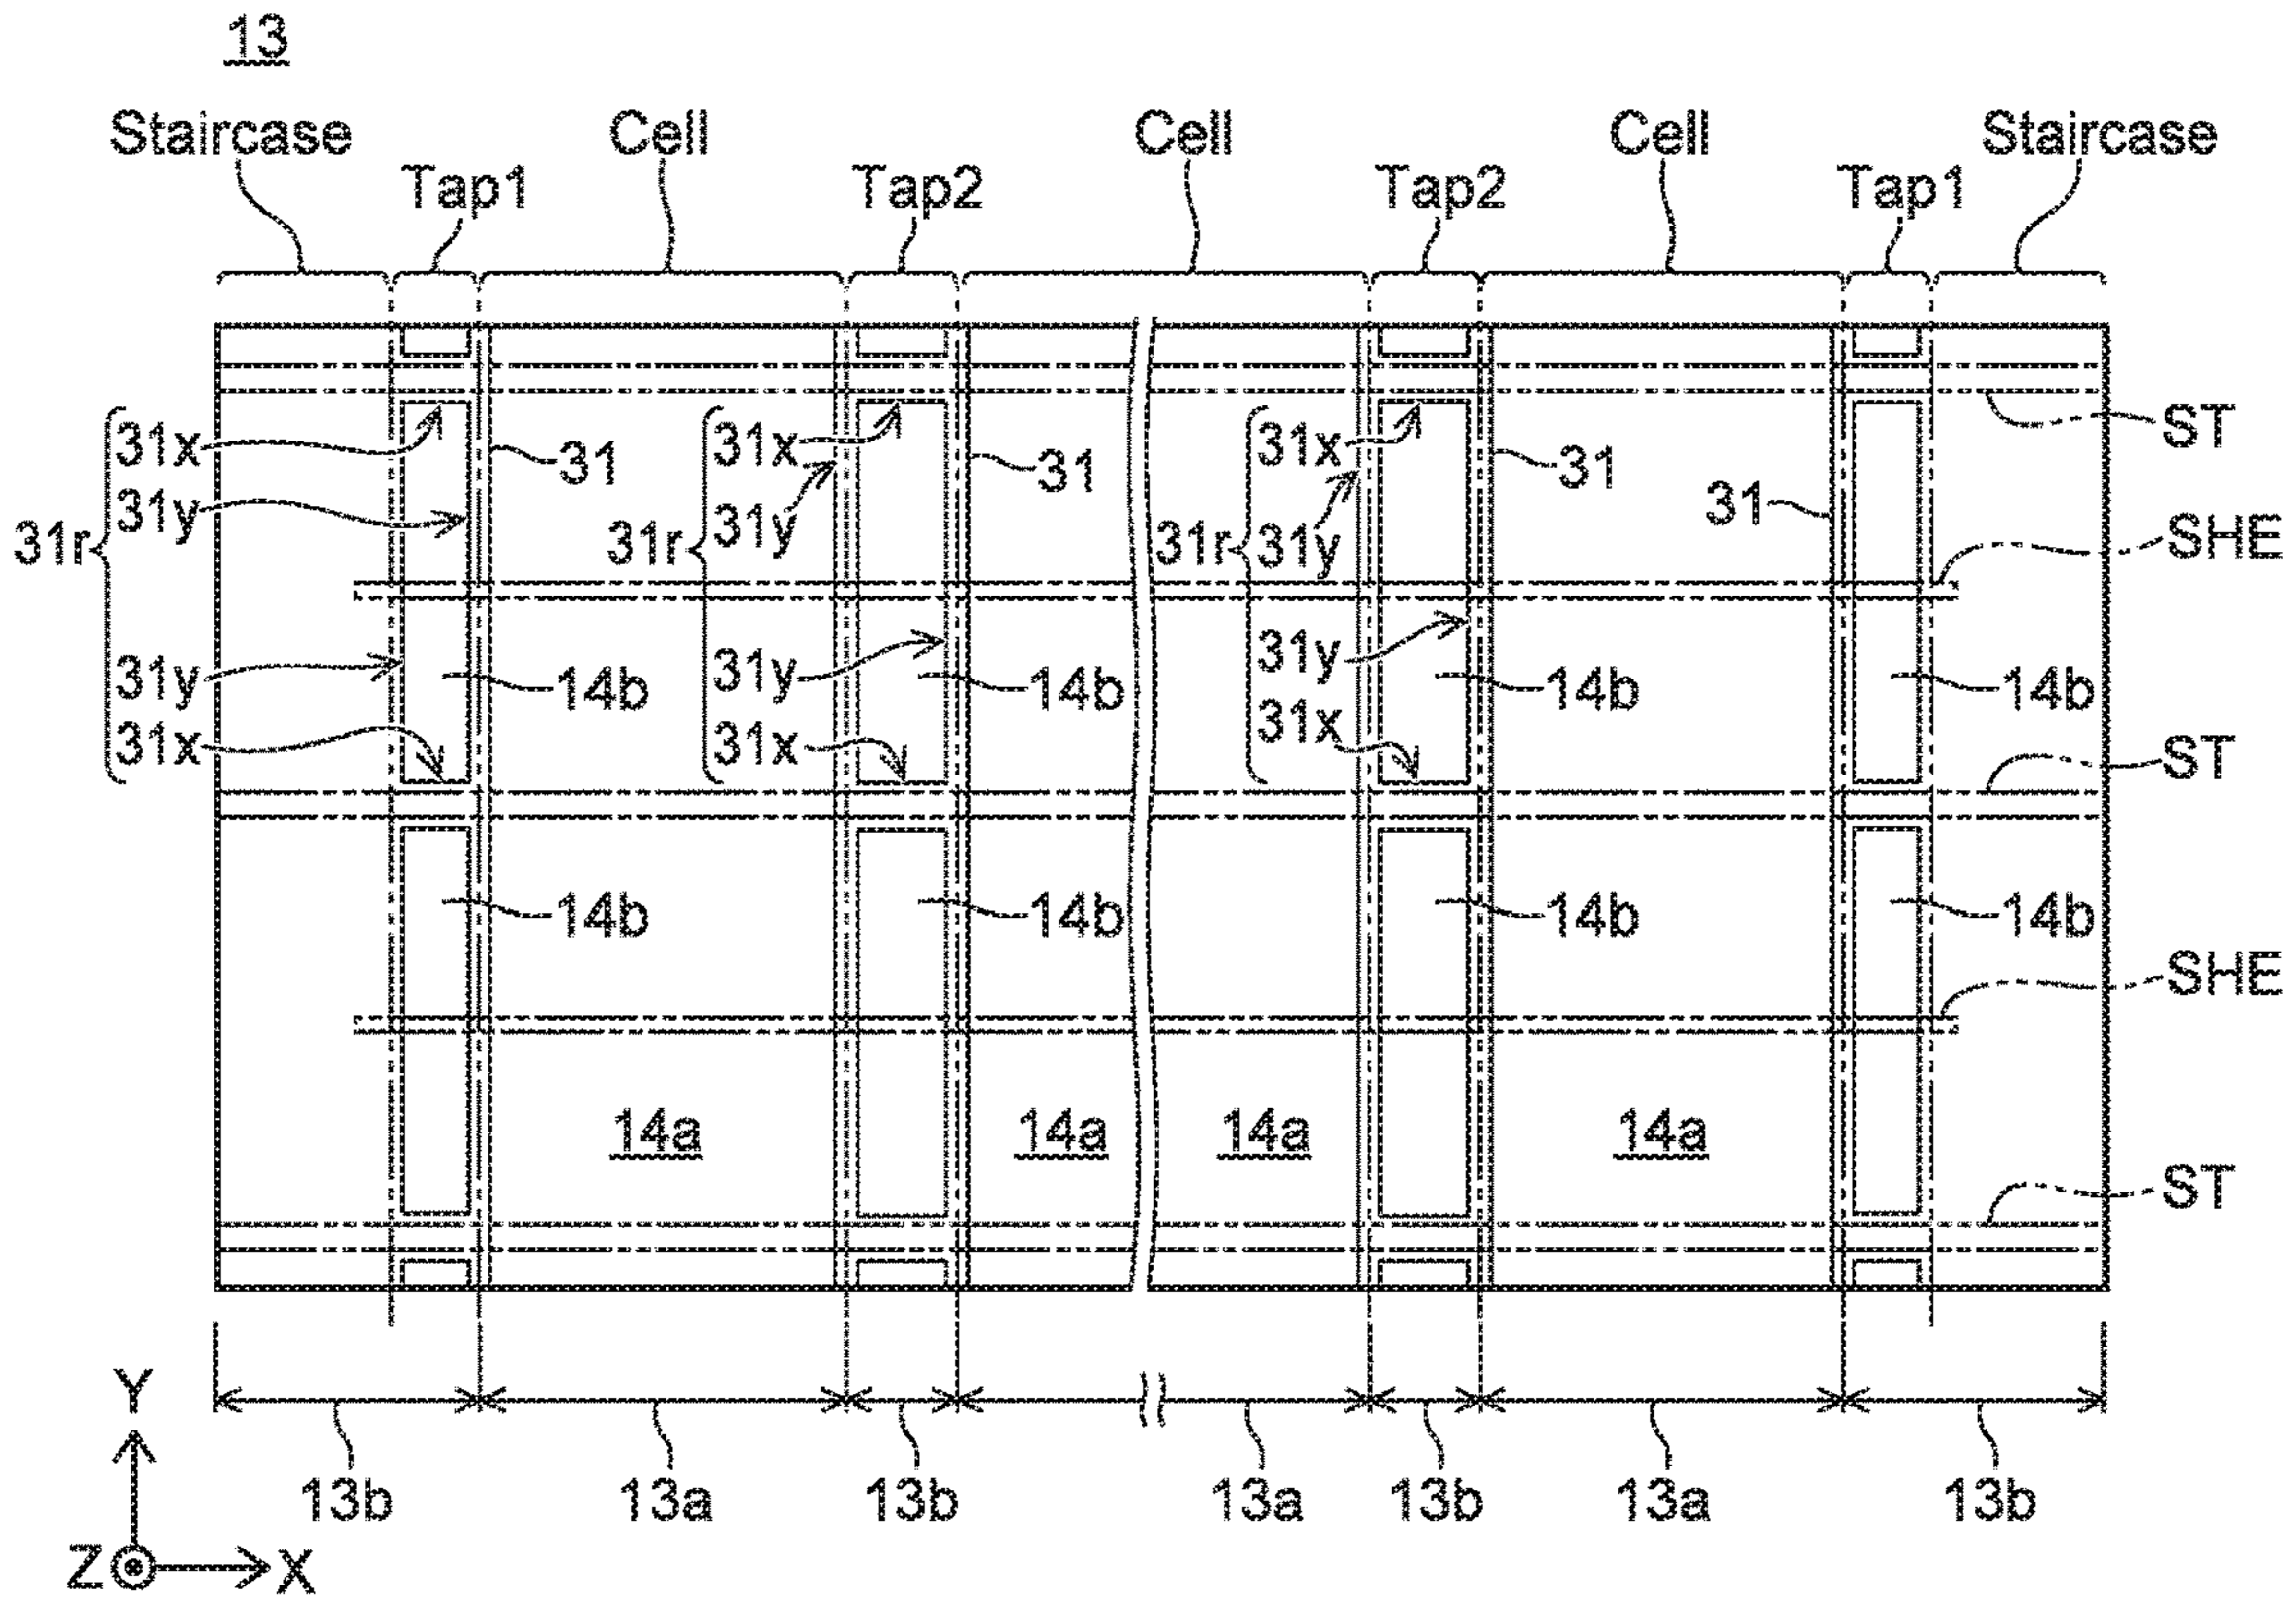 13
Staircase Cell Cell Cell Staircase
Tap1 Tap2 Tap2 Tap1
ST
31x 31x 31x
31 31 31
31y 31y 31
31r 31r 31r 31y SHE
31y 31y 31y
14b 14b 14b 14b
31x 31x 31x
ST
14b 14b 14b 14b
SHE
14a 14a 14a 14a
ST
Y
13b 13a 13b 13a 13b 13a 13b
Z X